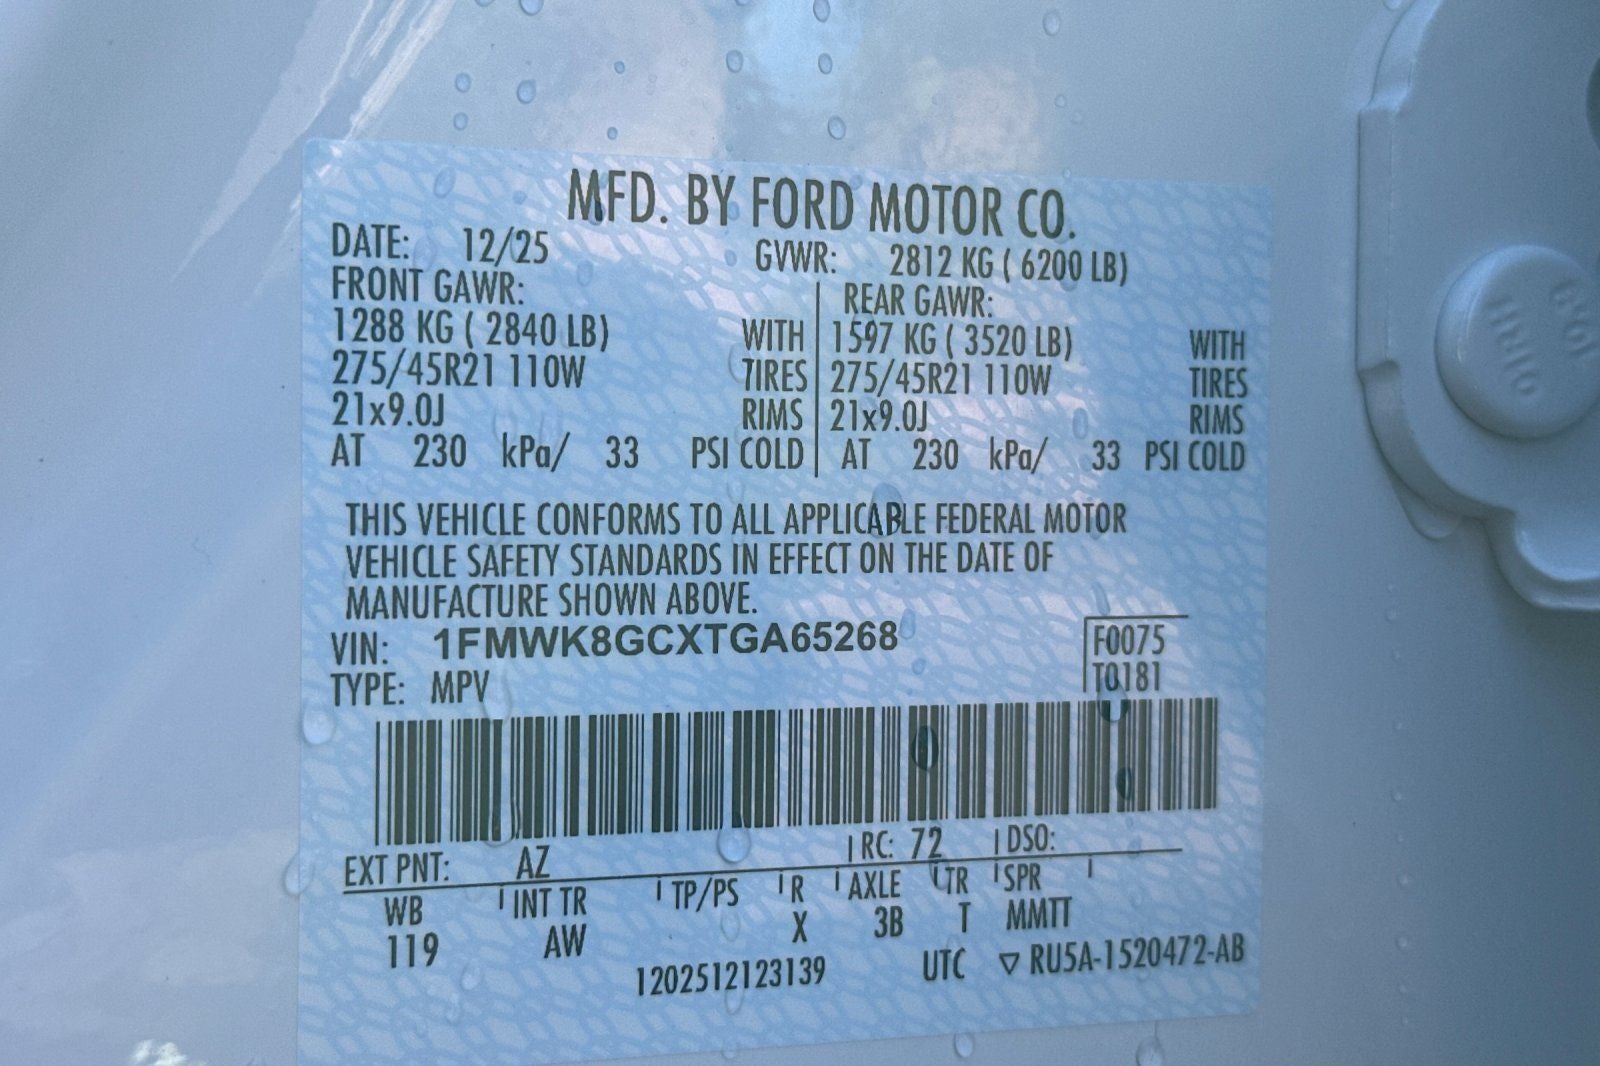 MFD. BY FORD MOTOR CO.
DATE: 12/25 GVWR: 2812 KG ( 6200 LB)
FRONT GAWR: REAR GAWR:
1288 KG ( 2840 LB) WITH 1597 KG ( 3520 LB) WITH
275/45R21 110W TIRES 275/45R21 110W TIRES
21x9.0J RIMS 21x9.0J RIMS
AT 230 kPa/ 33 PSI COLD AT 230 kPa/ 33 PSI COLD
THIS VEHICLE CONFORMS TO ALL APPLICABLE FEDERAL MOTOR
VEHICLE SAFETY STANDARDS IN EFFECT ON THE DATE OF
MANUFACTURE SHOWN ABOVE.
VIN: 1FMWK8GCXTGA65268 F0075
TYPE: MPV T0181
EXT PNT: AZ RC: 72 DSO:
WB INT TR TP/PS R AXLE TR SPR
119 AW X 3B T MMTT
1202512123139 UTC ▽ RU5A-1520472-AB